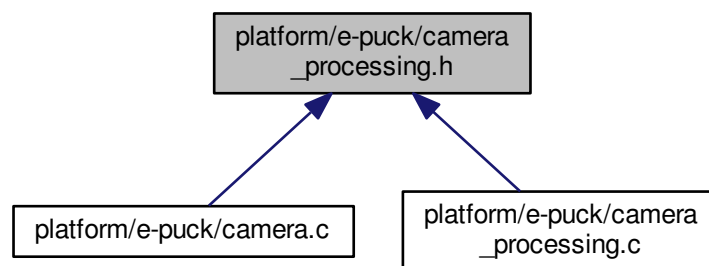 platform/e-puck/camera
_processing.h
platform/e-puck/camera.c
platform/e-puck/camera
_processing.c